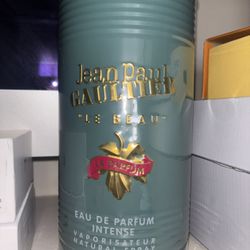 Jean Paul
GAULTIER
"LE BEAU"
LE PARFUM
EAU DE PARFUM
INTENSE
VAPORISATEUR
NATURAL SPRAY